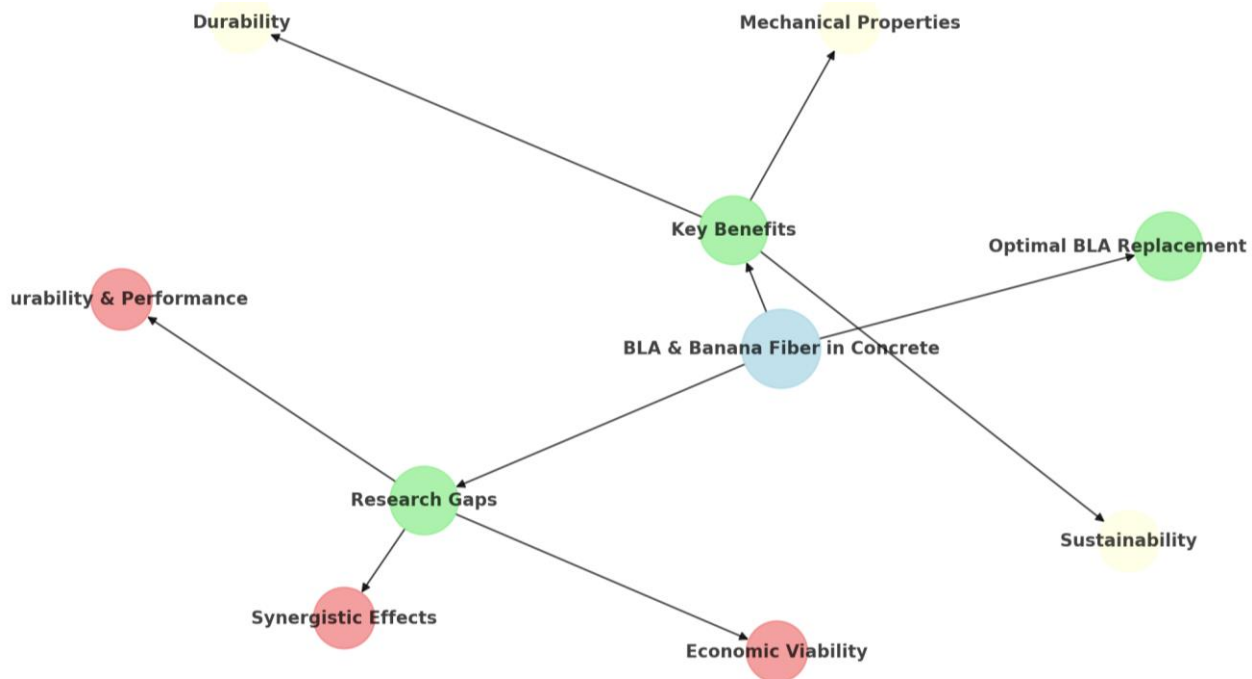 Durability
Mechanical Properties
Key Benefits
Optimal BLA Replacement
urability & Performance
BLA & Banana Fiber in Concrete
Research Gaps
Sustainability
Synergistic Effects
Economic Viability